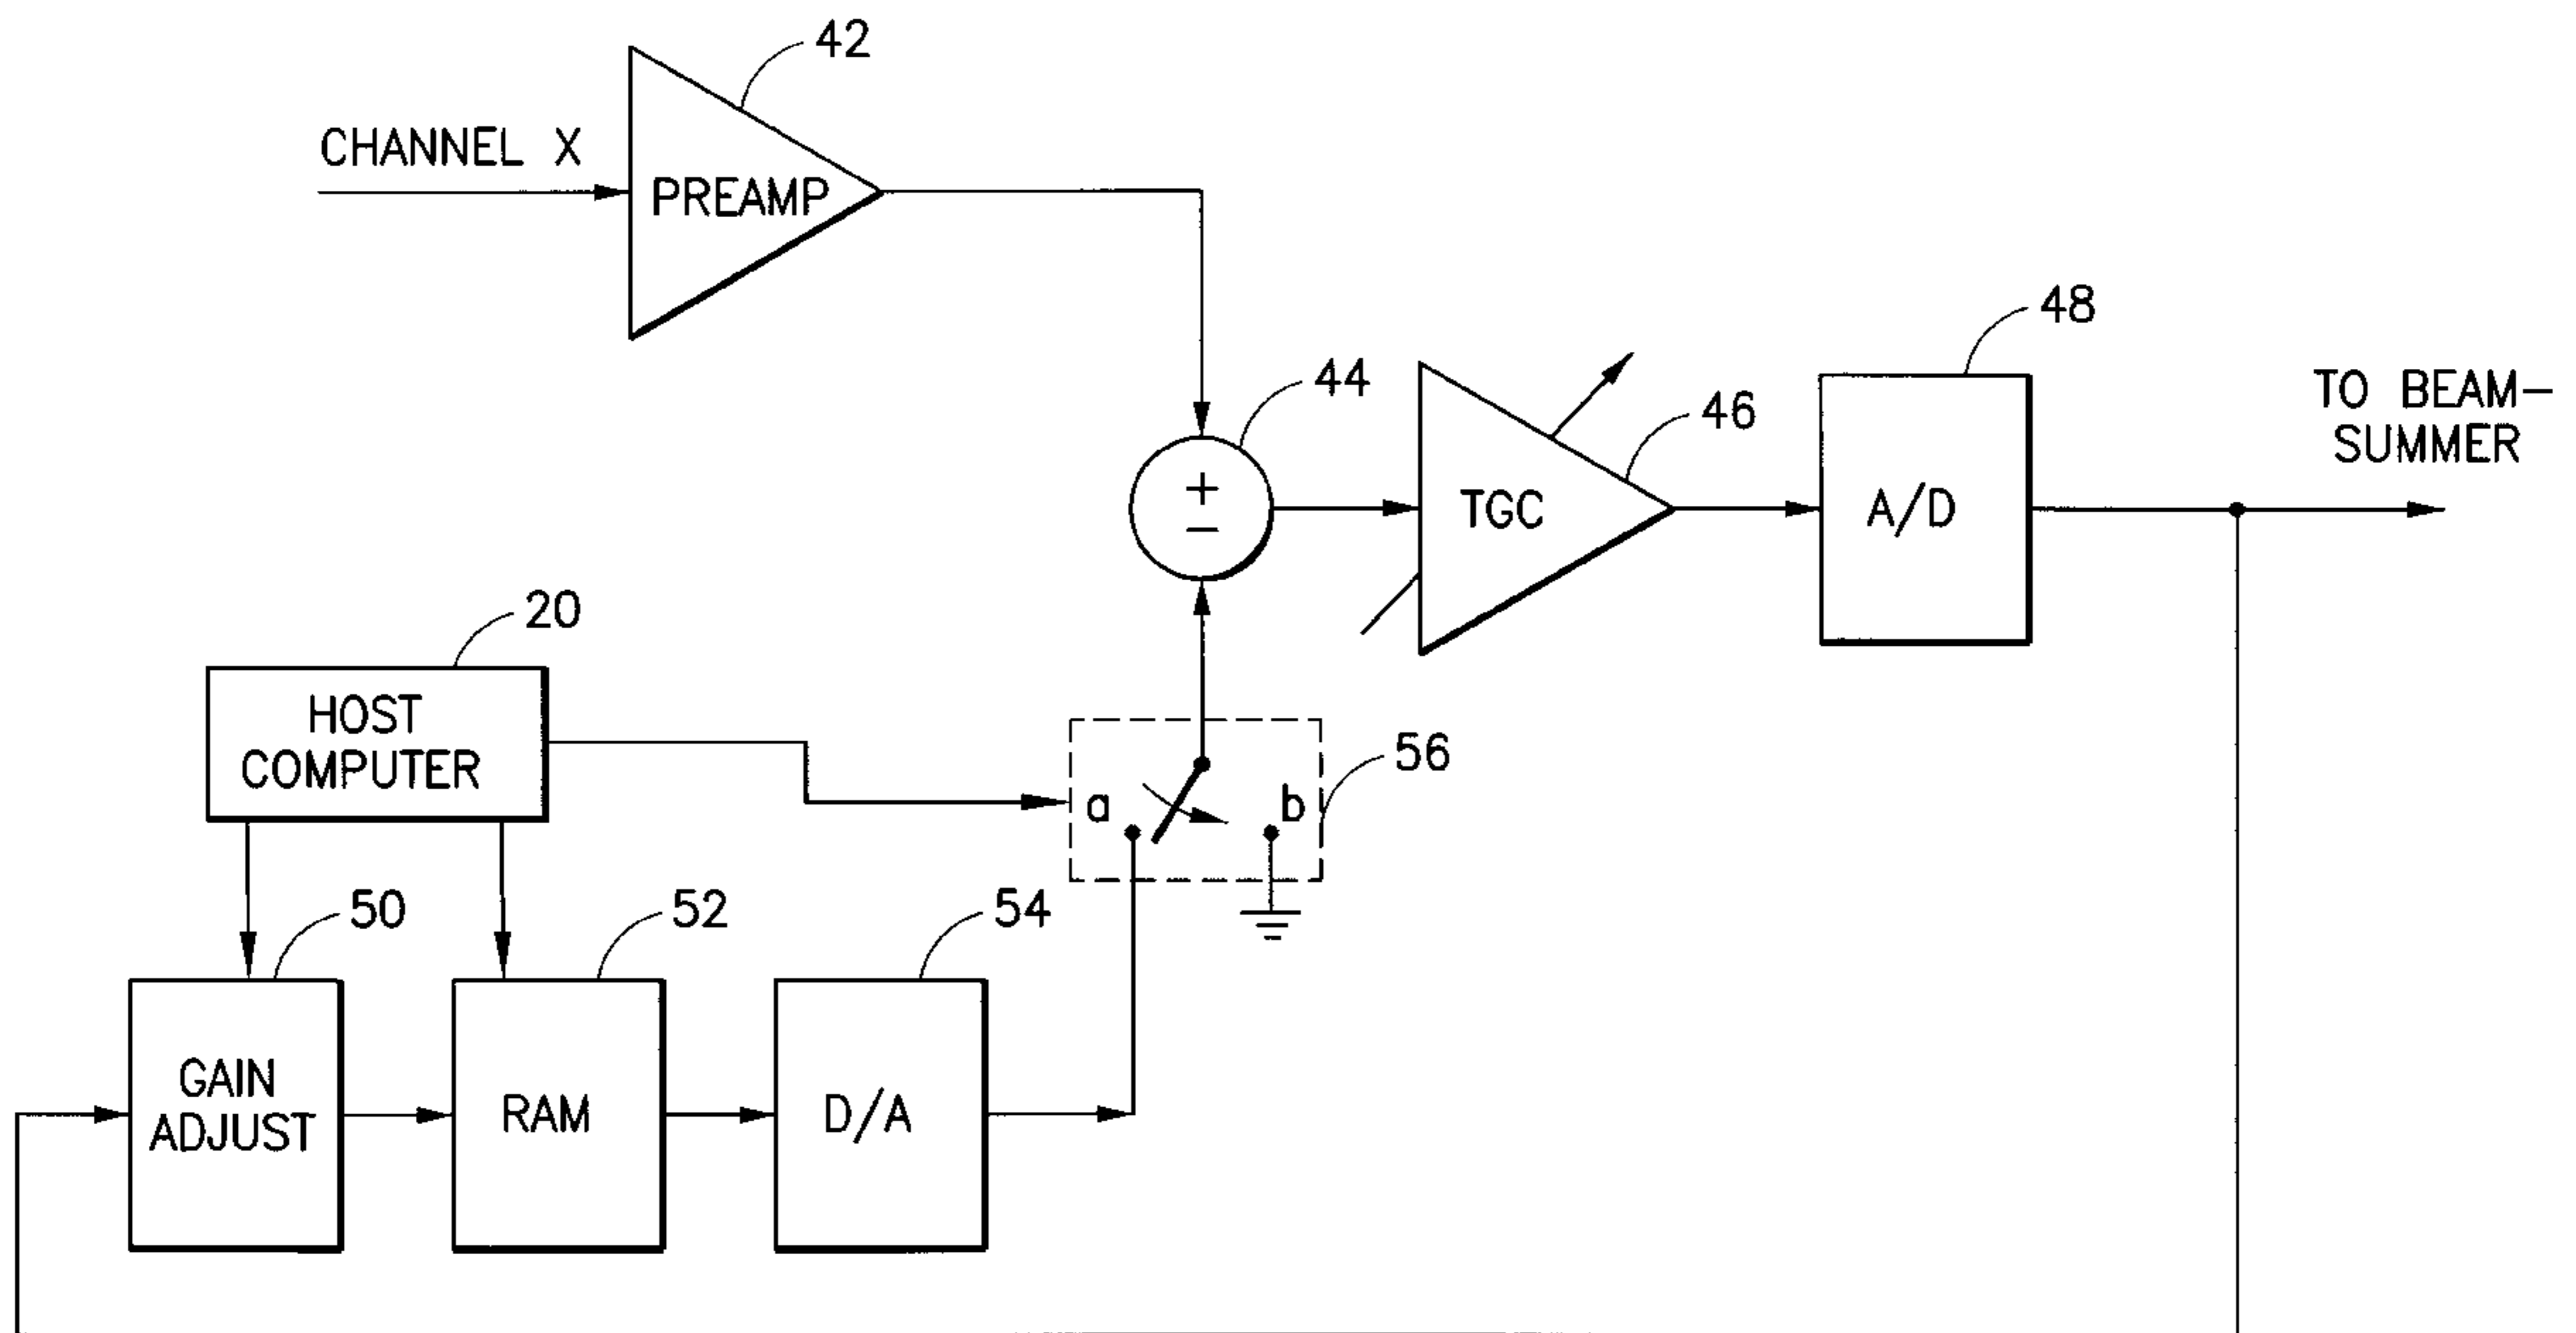 42
CHANNEL X
PREAMP
48
44
TO BEAM-
SUMMER
46
+
−
TGC
A/D
20
HOST
COMPUTER
56
a
b
50
52
54
GAIN
ADJUST
RAM
D/A